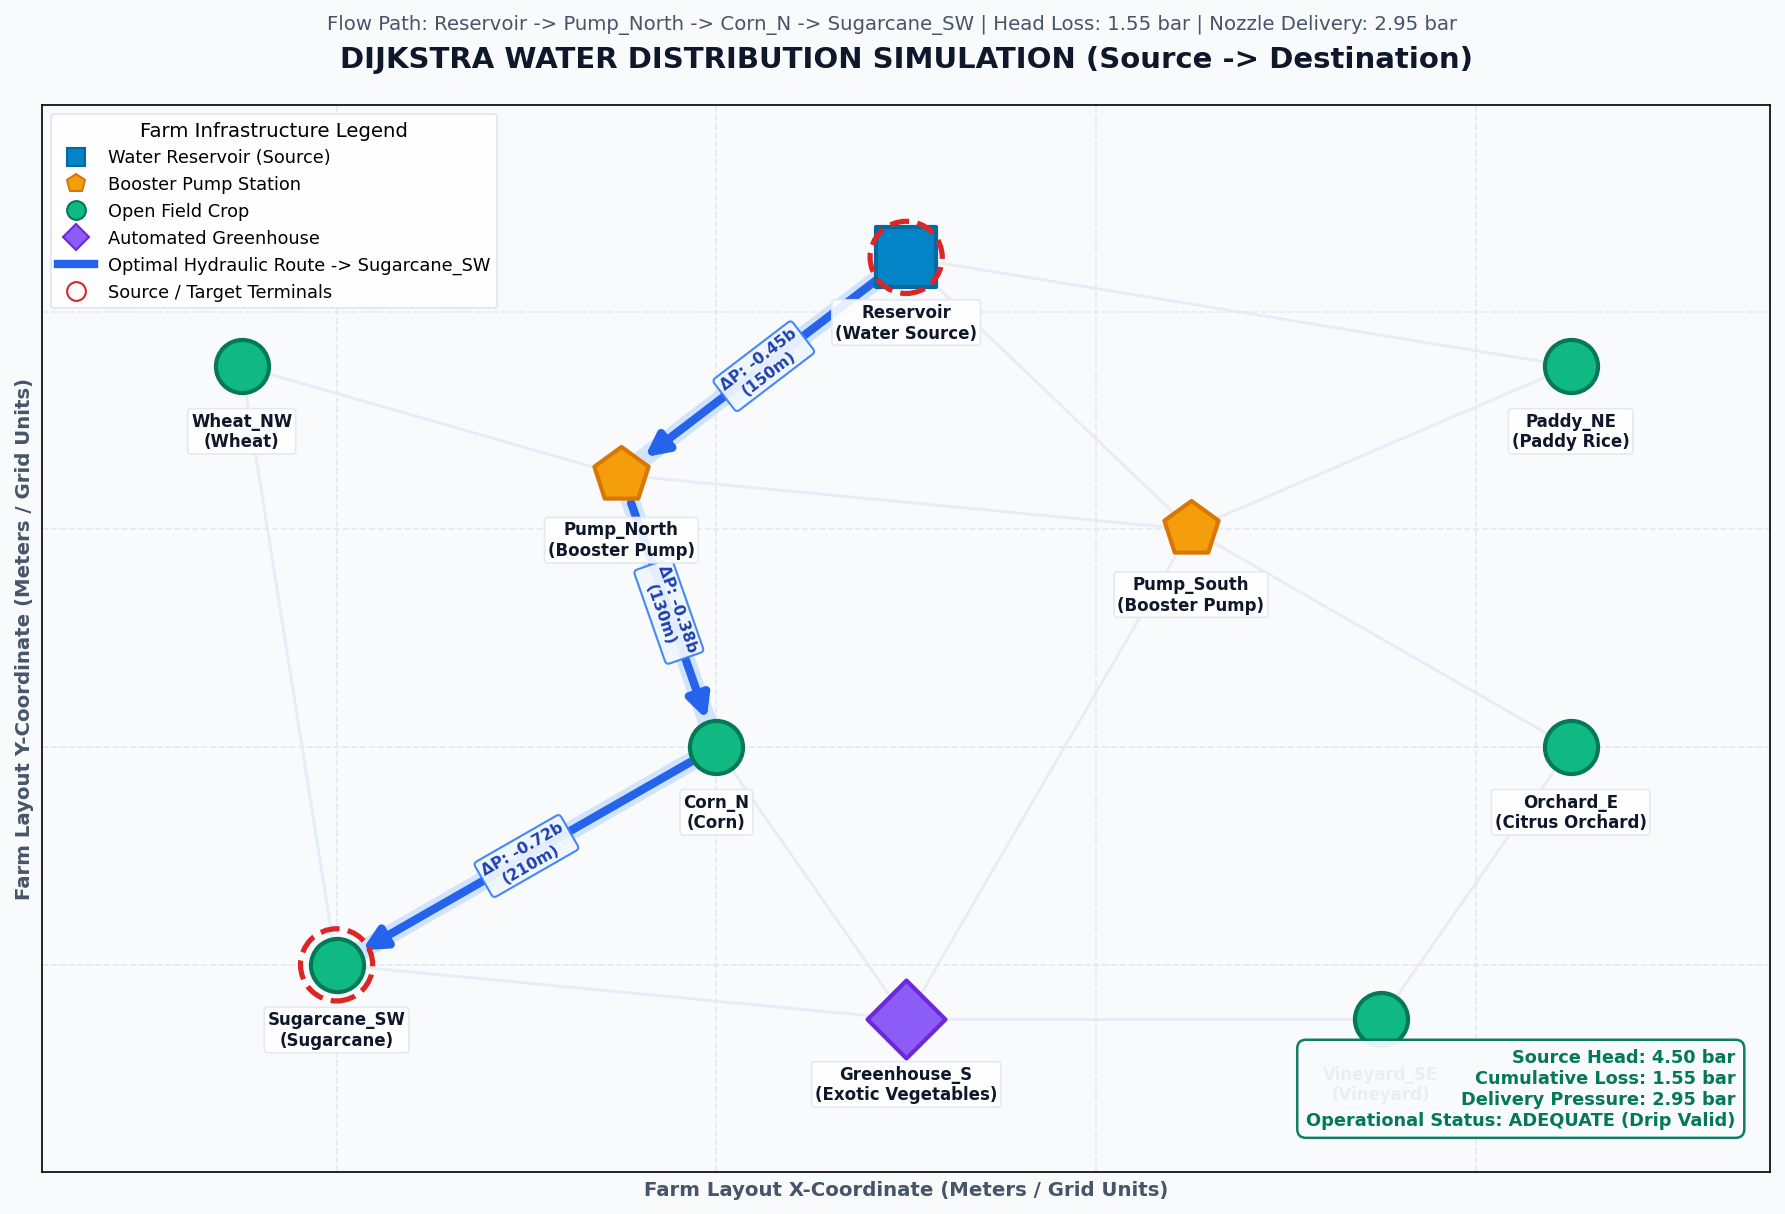 Flow Path: Reservoir -> Pump_North -> Corn_N -> Sugarcane_SW | Head Loss: 1.55 bar | Nozzle Delivery: 2.95 bar
DIJKSTRA WATER DISTRIBUTION SIMULATION (Source -> Destination)
Farm Infrastructure Legend
Water Reservoir (Source)
Booster Pump Station
Open Field Crop
Automated Greenhouse
Optimal Hydraulic Route -> Sugarcane_SW
Source / Target Terminals
Reservoir
(Water Source)
ΔP: -0.45b
(150m)
Wheat_NW
(Wheat)
Paddy_NE
(Paddy Rice)
Pump_North
(Booster Pump)
ΔP: -0.38b
(130m)
Pump_South
(Booster Pump)
Corn_N
(Corn)
Orchard_E
(Citrus Orchard)
ΔP: -0.72b
(210m)
Sugarcane_SW
(Sugarcane)
Greenhouse_S
(Exotic Vegetables)
Vineyard_SE
(Vineyard)
Source Head: 4.50 bar
Cumulative Loss: 1.55 bar
Delivery Pressure: 2.95 bar
Operational Status: ADEQUATE (Drip Valid)
Farm Layout X-Coordinate (Meters / Grid Units)
Farm Layout Y-Coordinate (Meters / Grid Units)